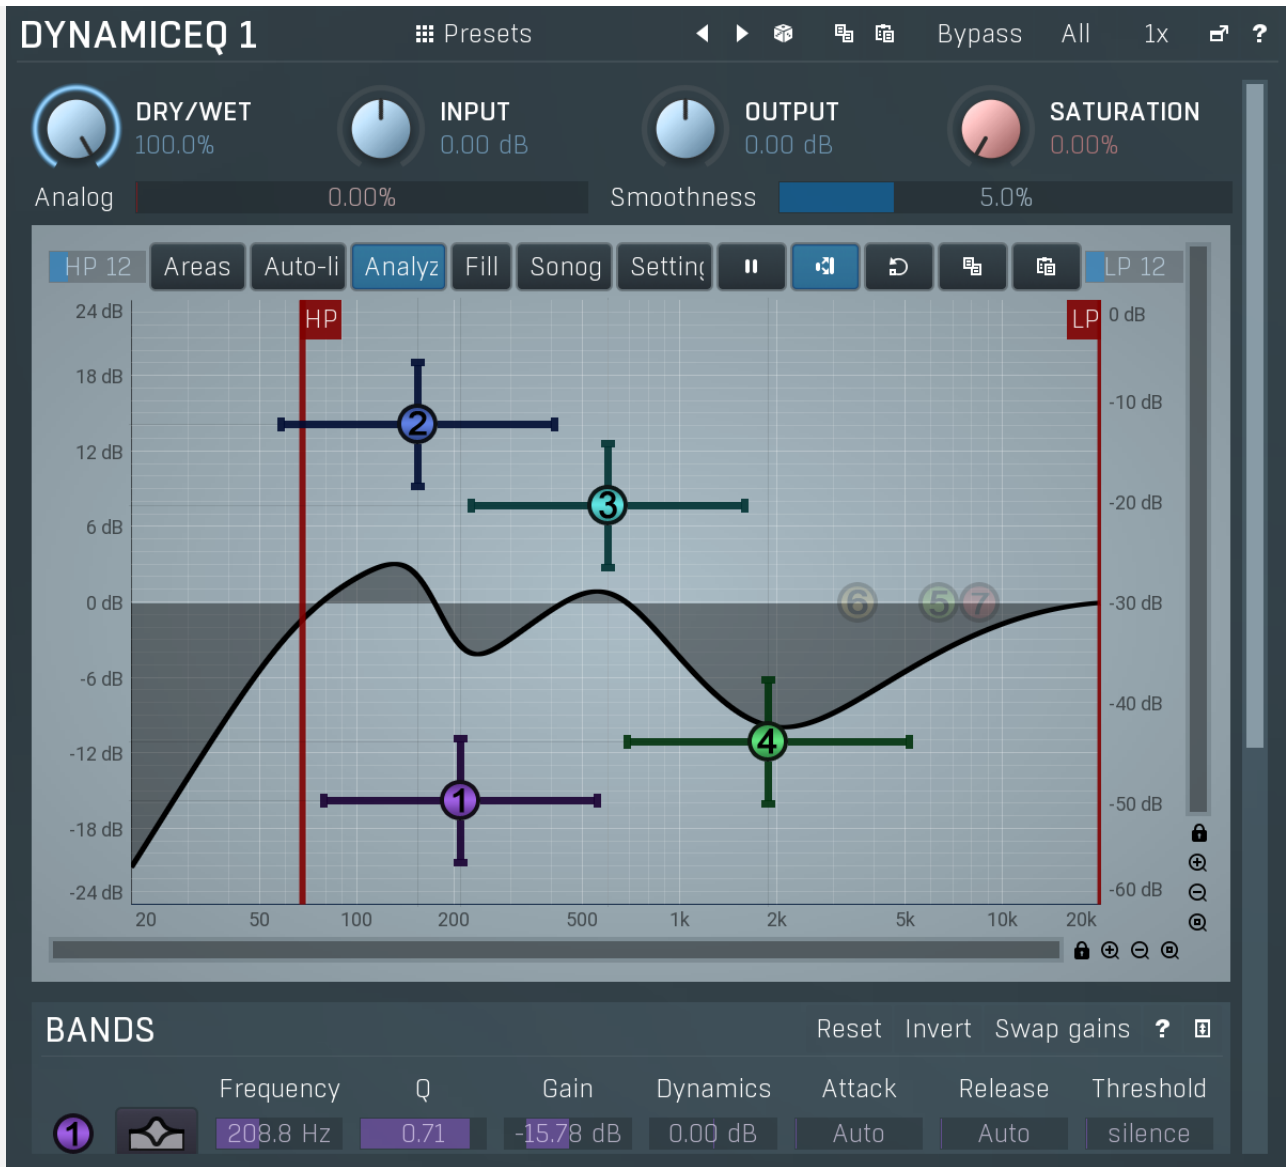 DYNAMICEQ 1 Presets Bypass All 1x ?
DRY/WET INPUT OUTPUT SATURATION
100.0% 0.00 dB 0.00 dB 0.00%
Analog 0.00% Smoothness 5.0%
HP 12 Areas Auto-li Analyz Fill Sonog Setting LP 12
24 dB HP LP 0 dB
18 dB
-10 dB
2
12 dB
-20 dB
3
6 dB
0 dB 6 5 7 -30 dB
-6 dB
-40 dB
4
-12 dB
1
-50 dB
-18 dB
-24 dB -60 dB
20 50 100 200 500 1k 2k 5k 10k 20k
BANDS Reset Invert Swap gains ?
Frequency Q Gain Dynamics Attack Release Threshold
1 208.8 Hz 0.71 -15.78 dB 0.00 dB Auto Auto silence